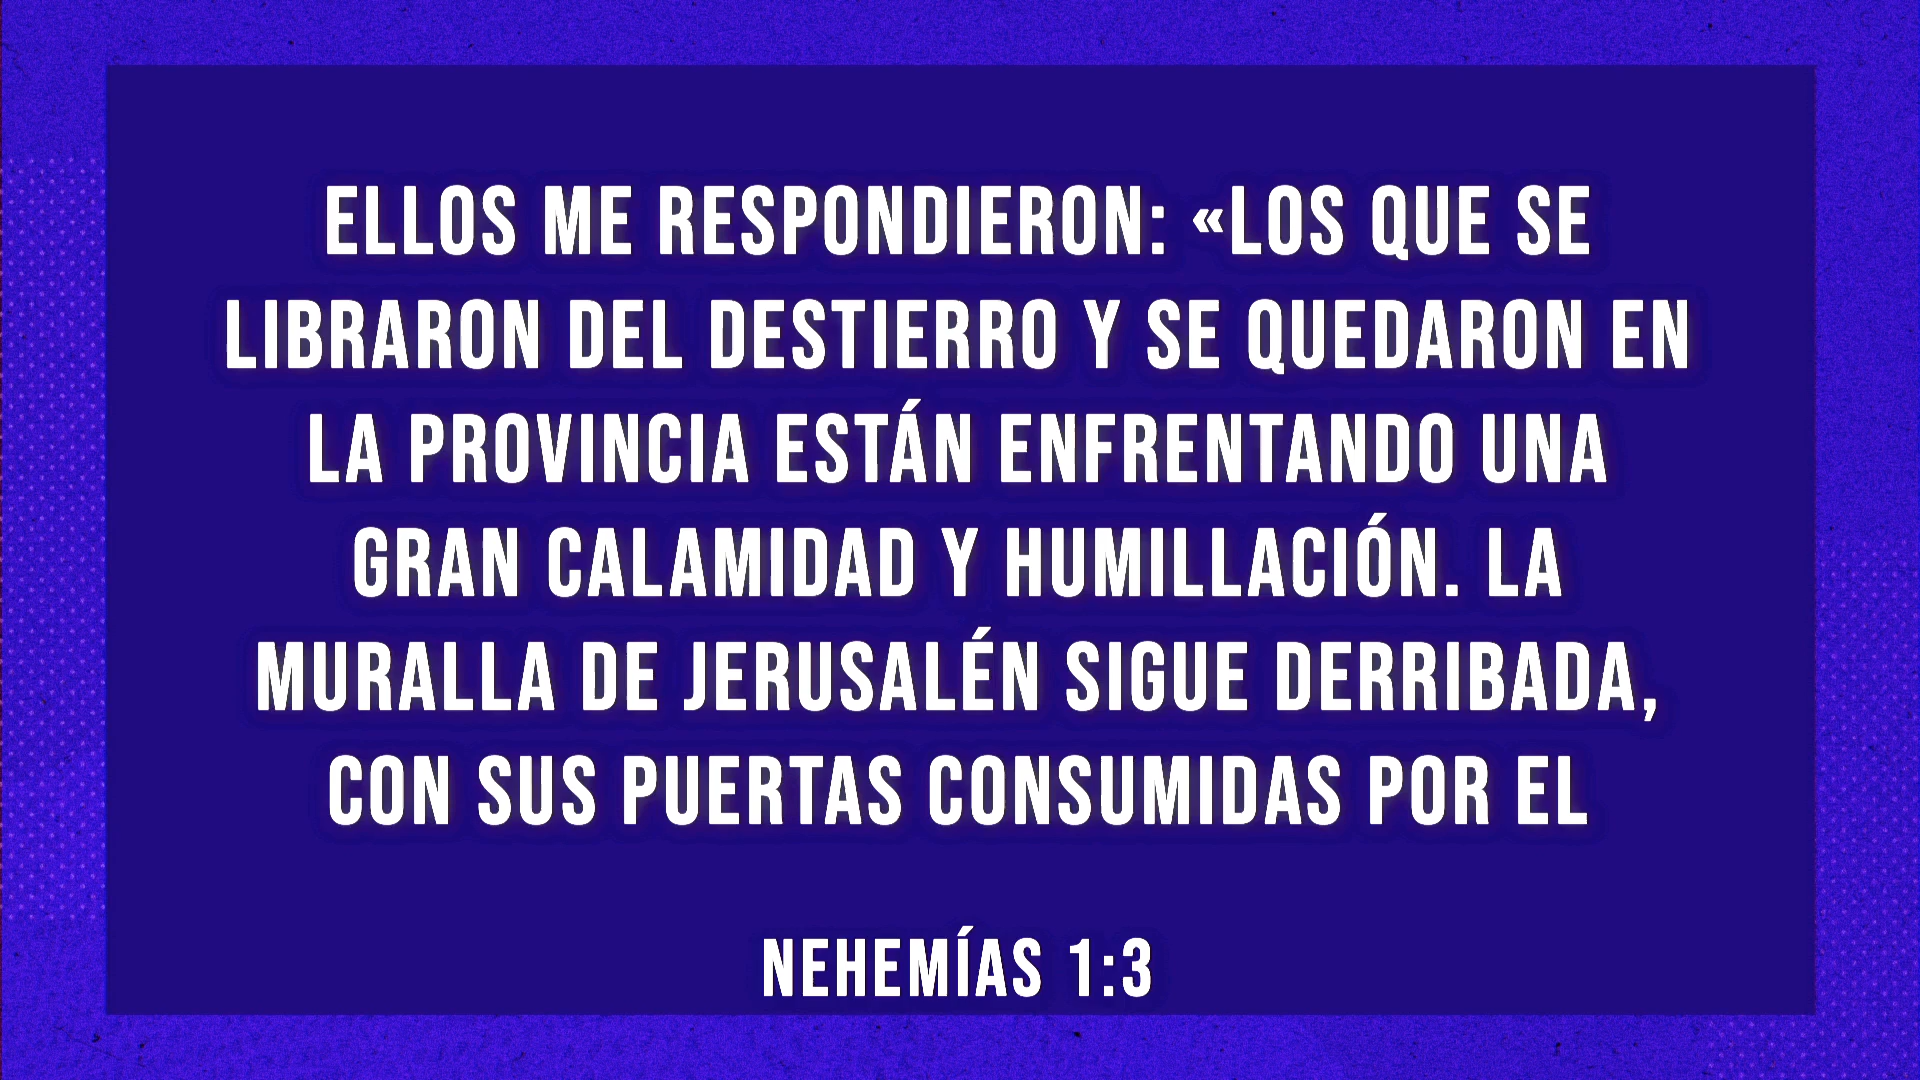 ELLOS ME RESPONDIERON: «LOS QUE SE
LIBRARON DEL DESTIERRO Y SE QUEDARON EN
LA PROVINCIA ESTÁN ENFRENTANDO UNA
GRAN CALAMIDAD Y HUMILLACIÓN. LA
MURALLA DE JERUSALÉN SIGUE DERRIBADA,
CON SUS PUERTAS CONSUMIDAS POR EL
NEHEMÍAS 1:3